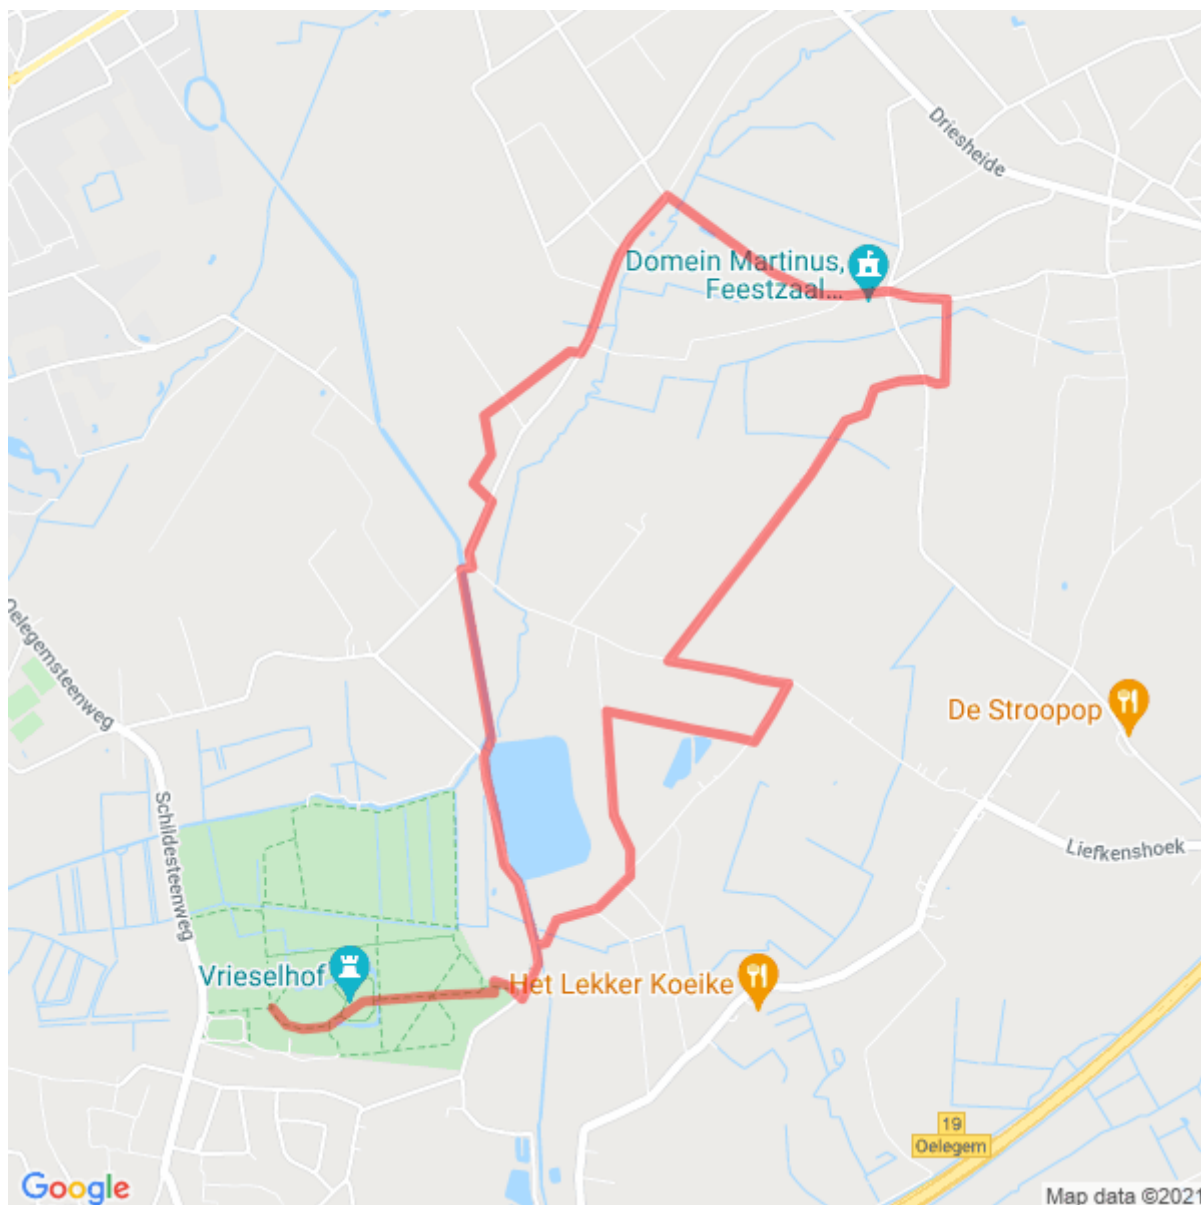 Driesheide
Domein Martinus,
Feestzaal...
Oelegemsteenweg
De Stroopop
Schildesteenweg
Liefkenshoek
Vrieselhof
Het Lekker Koeike
19
Oelegem
Google
Map data ©2021